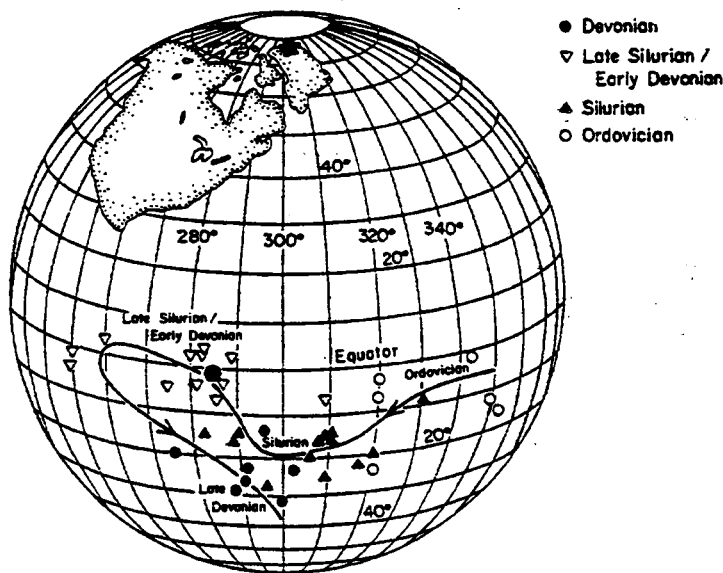 Devonian
Late Silurian /
Early Devonian
Silurian
Ordovician
40°
280°
300°
320°
340°
20°
Late Silurian /
Early Devonian
Equator
Ordovician
Silurian
20°
Late
Devonian
40°